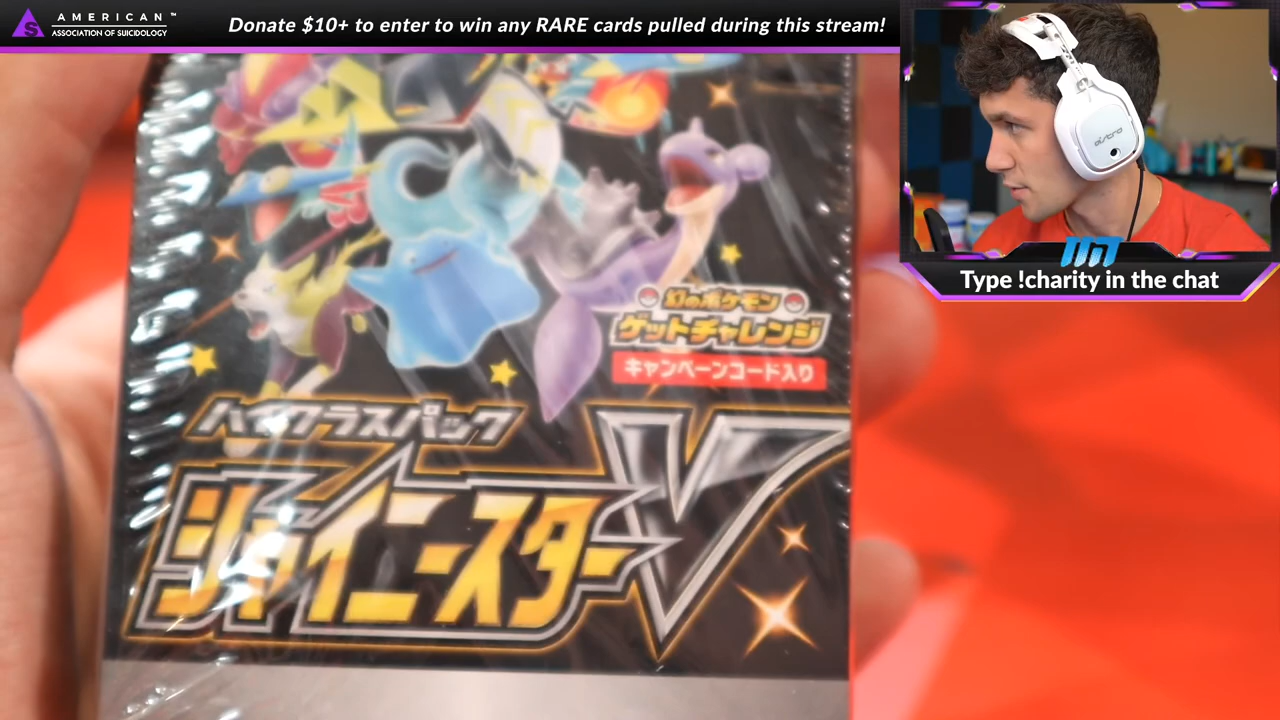 AMERICAN™
ASSOCIATION OF SUICIDOLOGY
Donate $10+ to enter to win any RARE cards pulled during this stream!
astro
Type !charity in the chat
幻のポケモン
ゲットチャレンジ
キャンペーンコード入り
ハイクラスパック
シャイニースターV